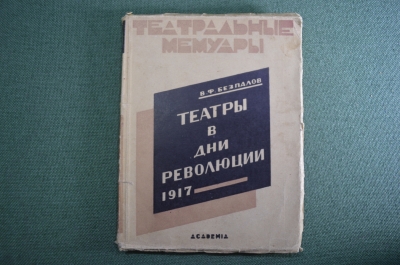 ТЕАТРАЛЬНЫЕ
МЕМУАРЫ
В. Ф. БЕЗПАЛОВ
ТЕАТРЫ
В
ДНИ
РЕВОЛЮЦИИ
1917
ACADEMIA